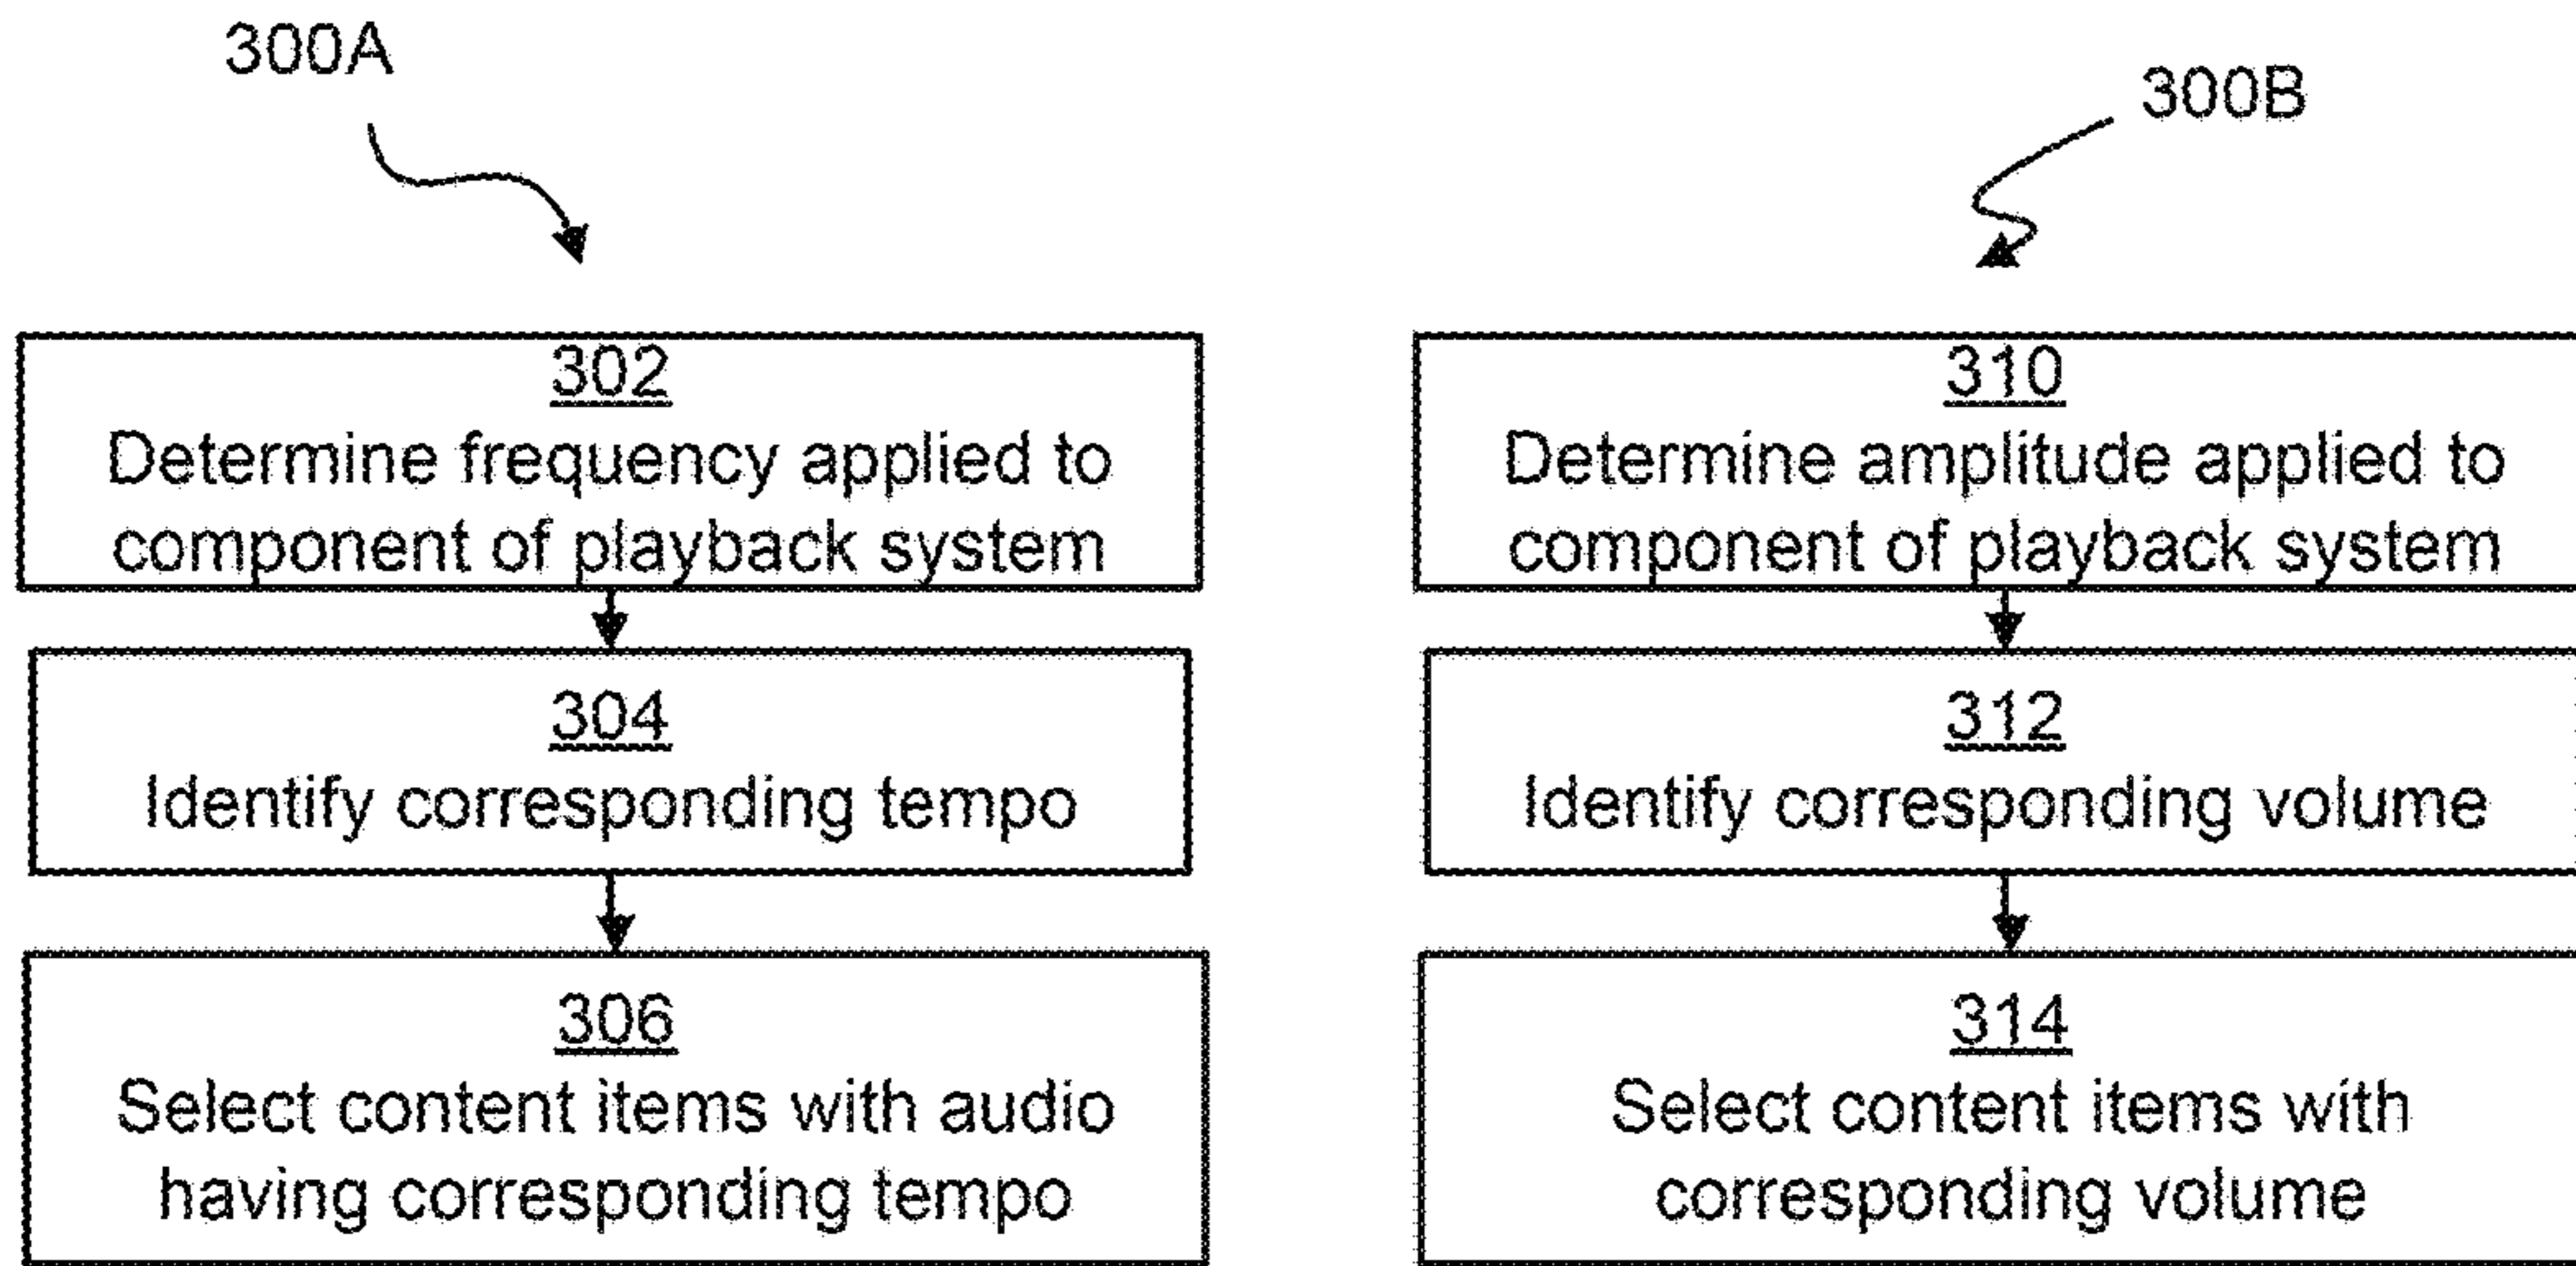 300A
300B
302
Determine frequency applied to
component of playback system
304
Identify corresponding tempo
306
Select content items with audio
having corresponding tempo
310
Determine amplitude applied to
component of playback system
312
Identify corresponding volume
314
Select content items with
corresponding volume